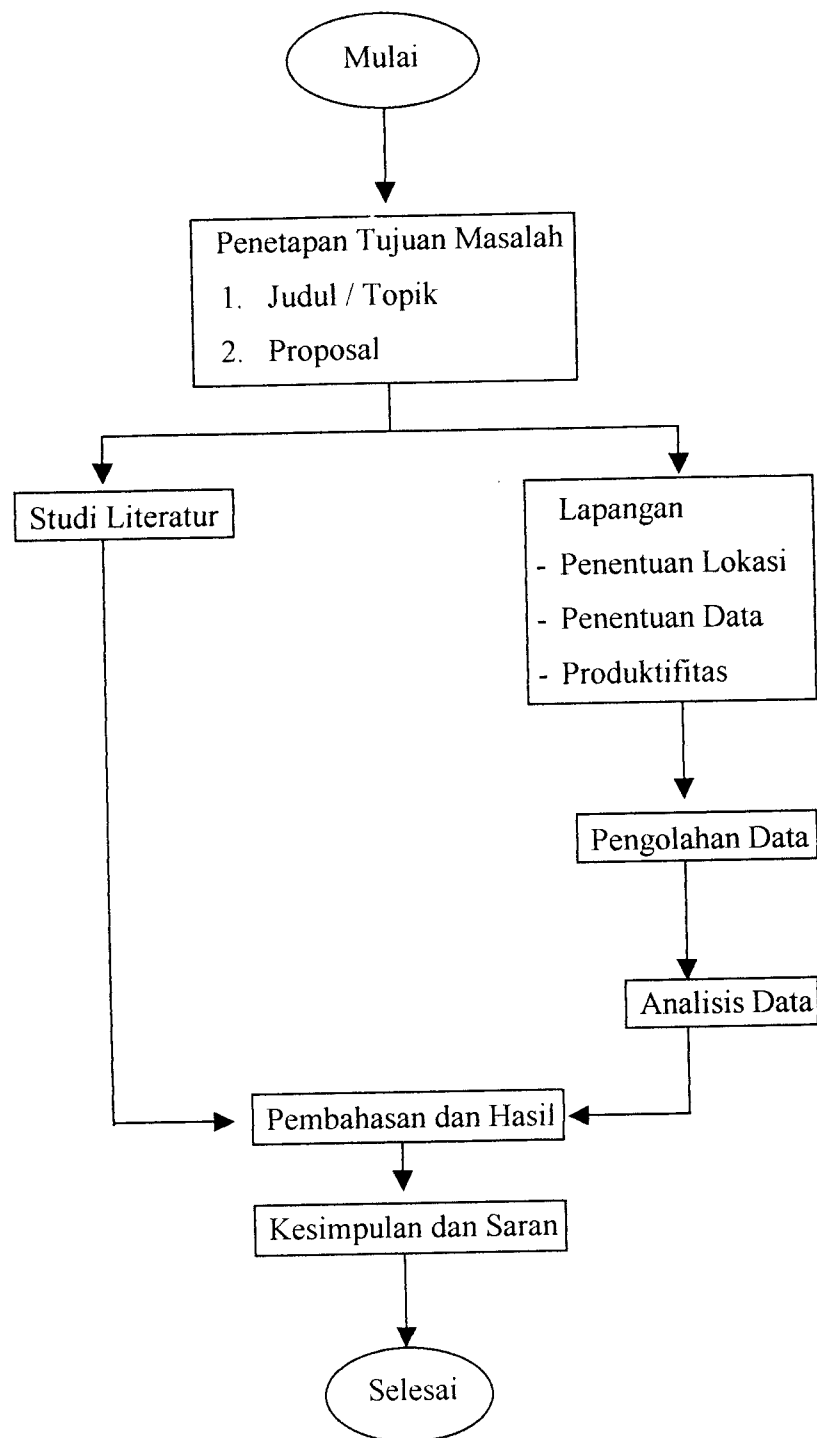 Mulai
Penetapan Tujuan Masalah
1. Judul / Topik
2. Proposal
Studi Literatur
Lapangan
- Penentuan Lokasi
- Penentuan Data
- Produktifitas
Pengolahan Data
Analisis Data
Pembahasan dan Hasil
Kesimpulan dan Saran
Selesai